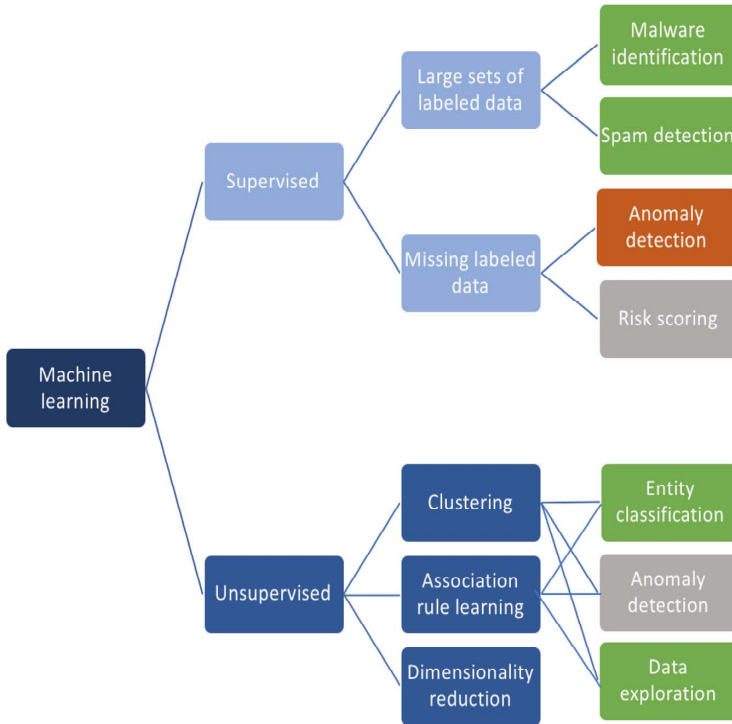 Malware
identification
Large sets of
labeled data
Spam detection
Supervised
Anomaly
detection
Missing labeled
data
Risk scoring
Machine
learning
Entity
classification
Clustering
Unsupervised
Association
rule learning
Anomaly
detection
Dimensionality
reduction
Data
exploration